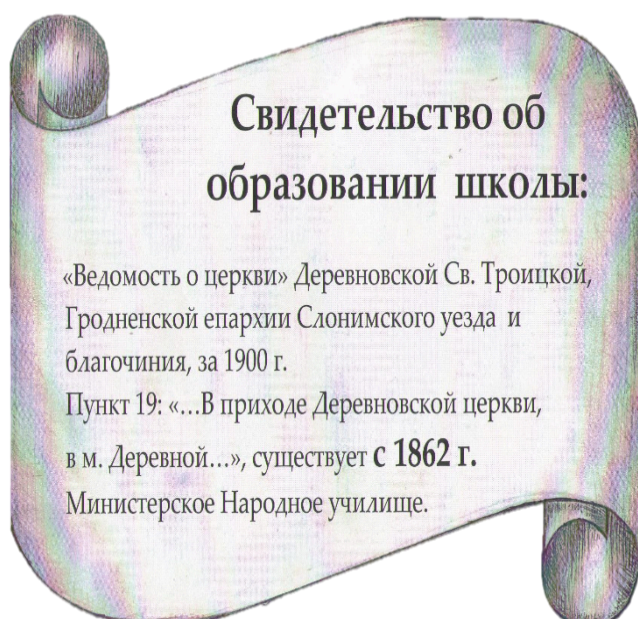 Свидетельство об
образовании школы:
«Ведомость о церкви» Деревновской Св. Троицкой,
Гродненской епархии Слонимского уезда и
благочиния, за 1900 г.
Пункт 19: «...В приходе Деревновской церкви,
в м. Деревной...», существует с 1862 г.
Министерское Народное училище.